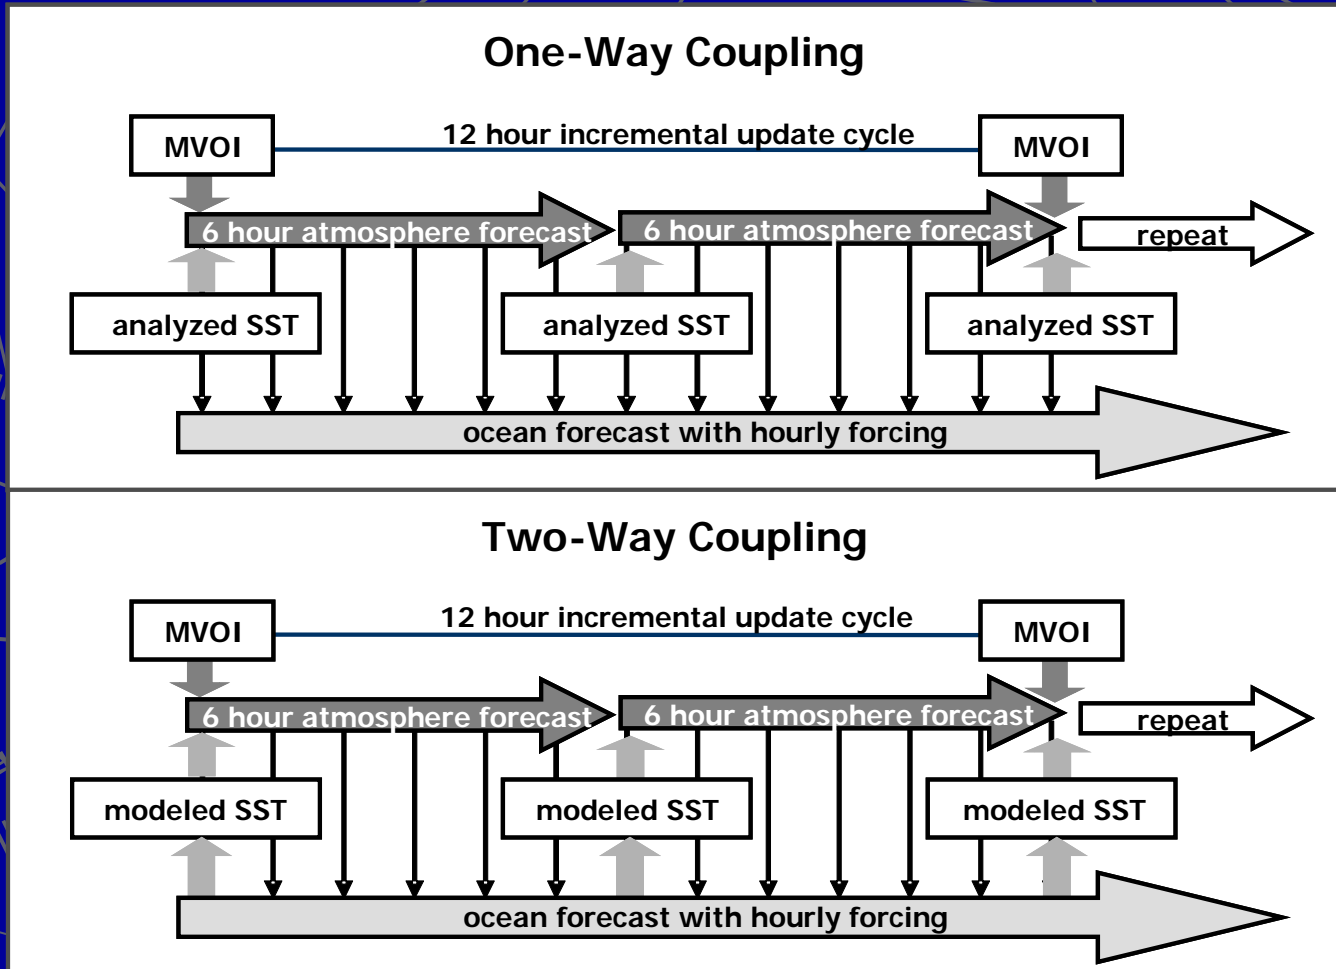 One-Way Coupling
MVOI
12 hour incremental update cycle
MVOI
6 hour atmosphere forecast
6 hour atmosphere forecast
repeat
analyzed SST
analyzed SST
analyzed SST
ocean forecast with hourly forcing
Two-Way Coupling
MVOI
12 hour incremental update cycle
MVOI
6 hour atmosphere forecast
6 hour atmosphere forecast
repeat
modeled SST
modeled SST
modeled SST
ocean forecast with hourly forcing